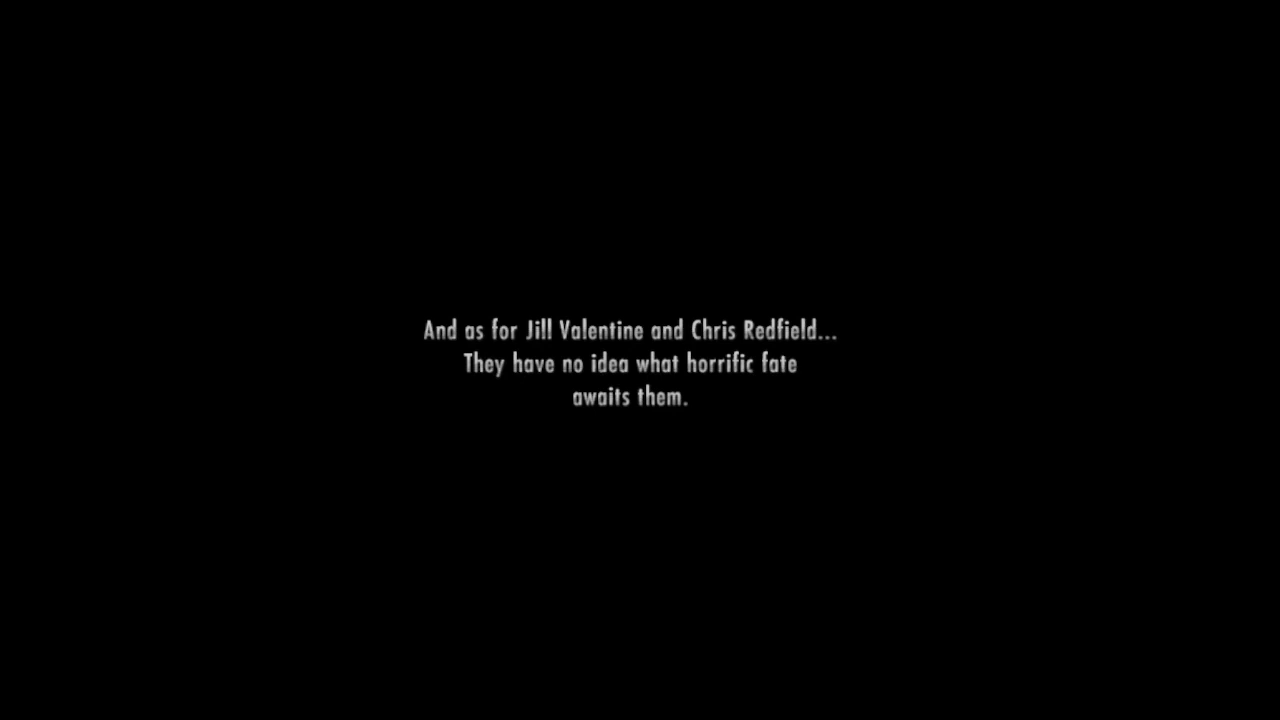 And as for Jill Valentine and Chris Redfield...
They have no idea what horrific fate
awaits them.